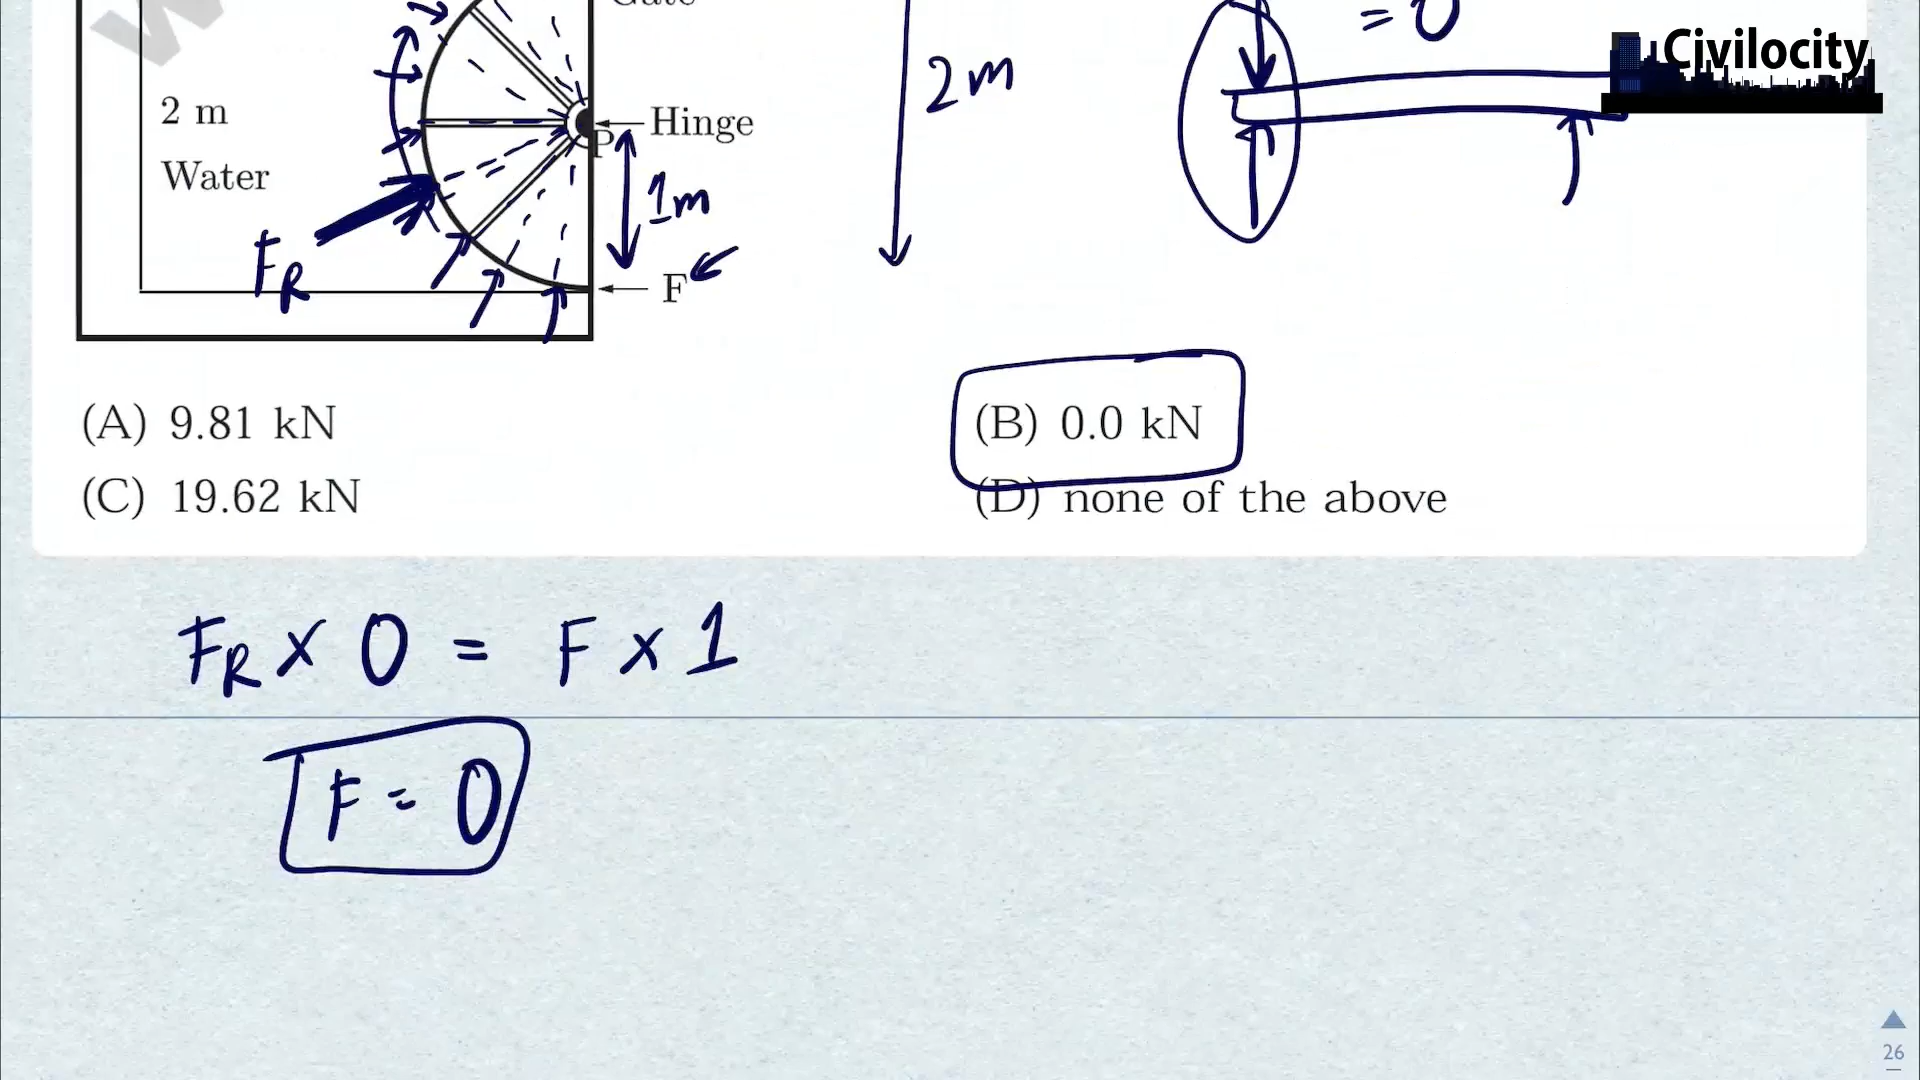 = 0
Civilocity
2 m
2 m
Hinge
P
Water
1m
F_R
F
(A) 9.81 kN
(B) 0.0 kN
(C) 19.62 kN
(D) none of the above
F_R × 0 = F × 1
F = 0
26